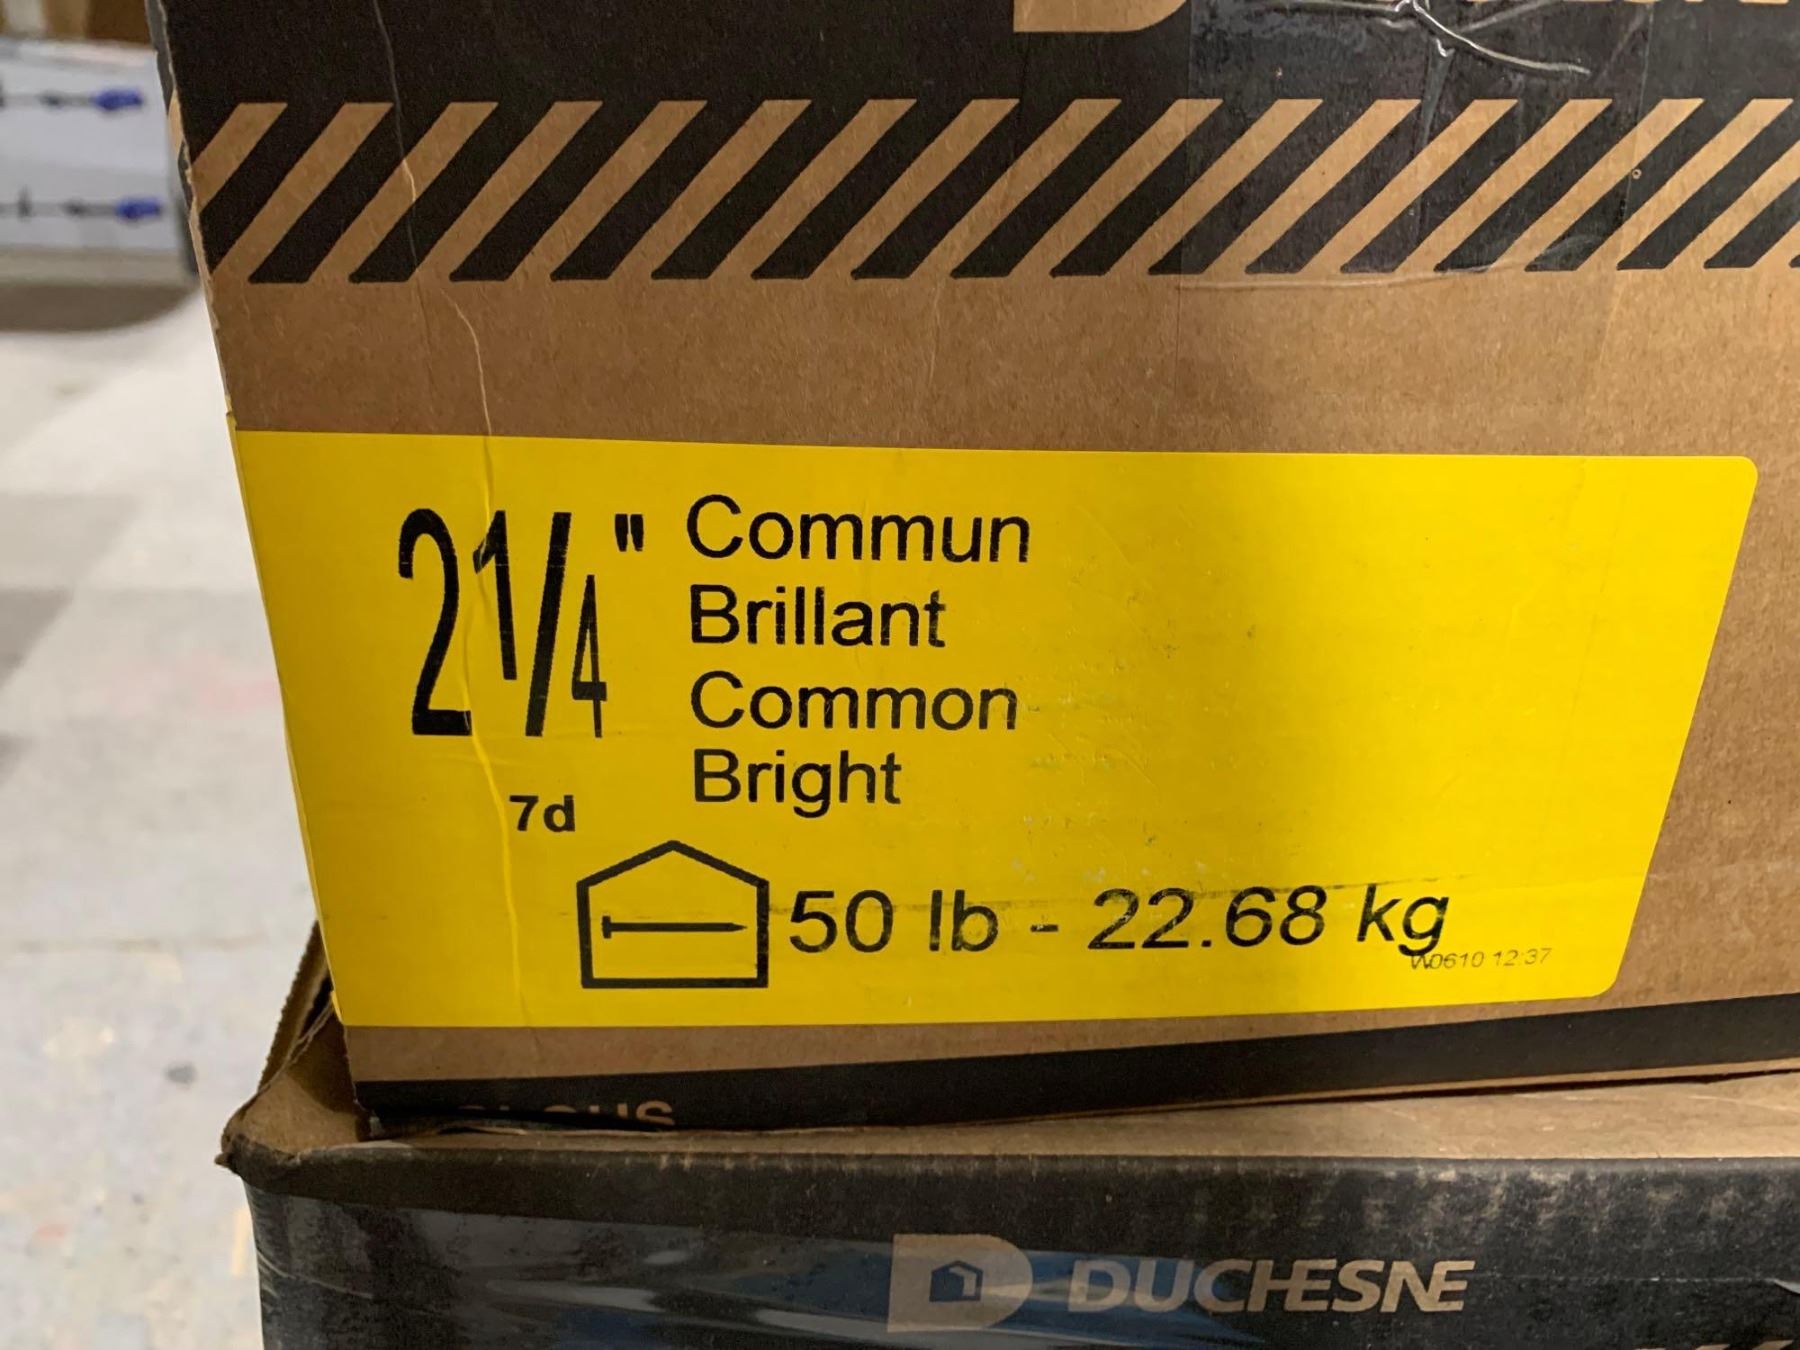 2 1/4" Commun
Brillant
Common
Bright
7d
50 lb - 22.68 kg
W0610 12:37
DUCHESNE